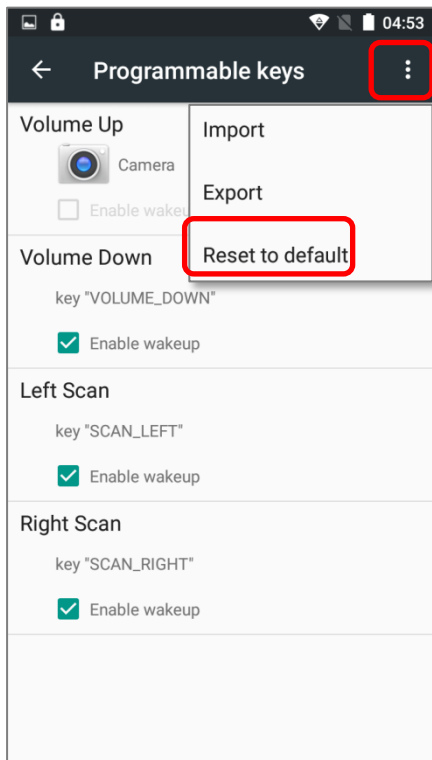 04:53
Programmable keys
Volume Up
Import
Camera
Export
Enable wakeu
Volume Down
Reset to default
key "VOLUME_DOWN"
Enable wakeup
Left Scan
key "SCAN_LEFT"
Enable wakeup
Right Scan
key "SCAN_RIGHT"
Enable wakeup